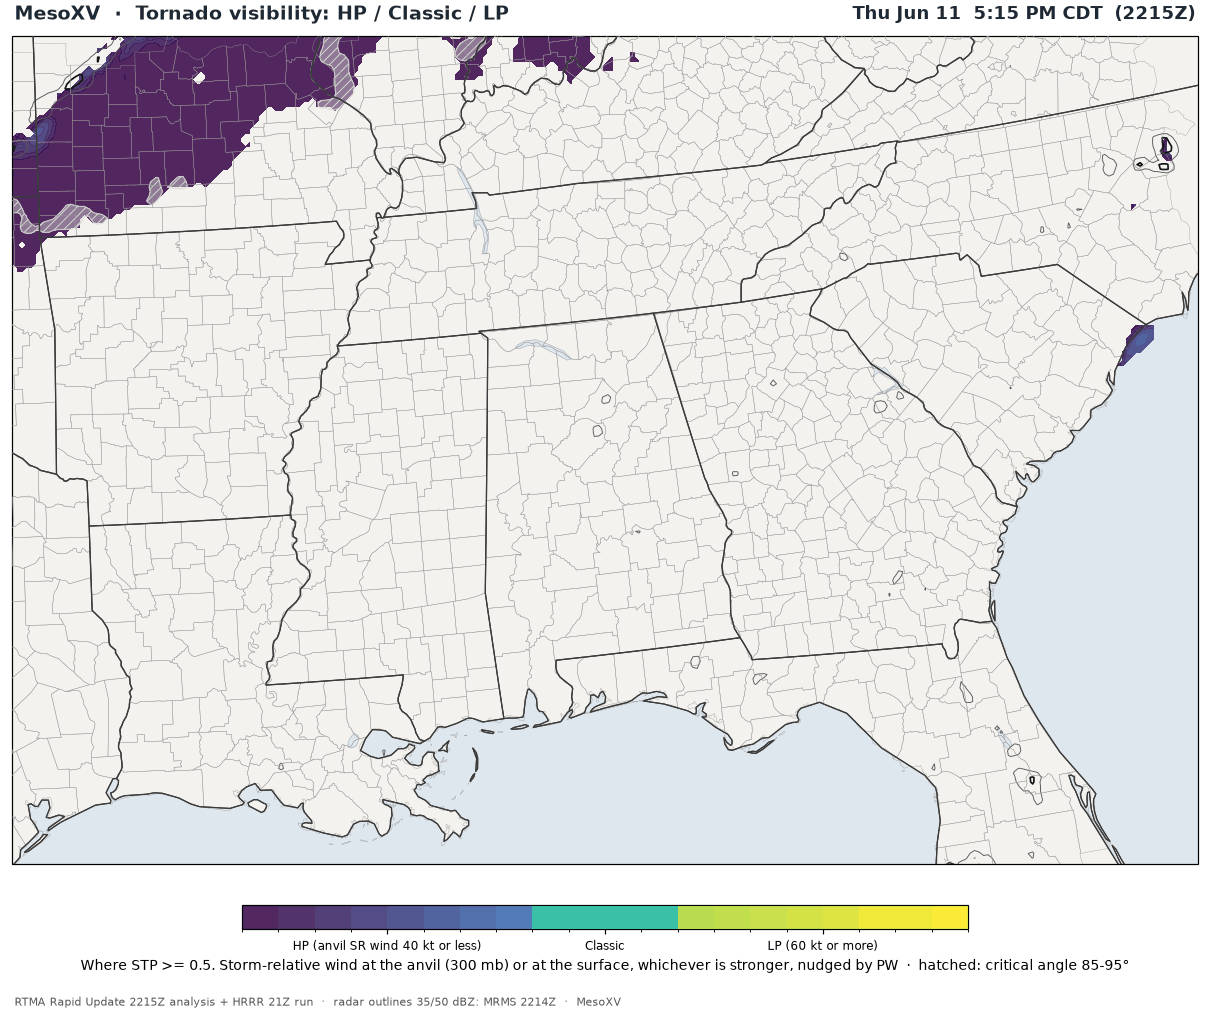 MesoXV · Tornado visibility: HP / Classic / LP
Thu Jun 11 5:15 PM CDT (2215Z)
HP (anvil SR wind 40 kt or less)
Classic
LP (60 kt or more)
Where STP >= 0.5. Storm-relative wind at the anvil (300 mb) or at the surface, whichever is stronger, nudged by PW · hatched: critical angle 85-95°
RTMA Rapid Update 2215Z analysis + HRRR 21Z run · radar outlines 35/50 dBZ: MRMS 2214Z · MesoXV